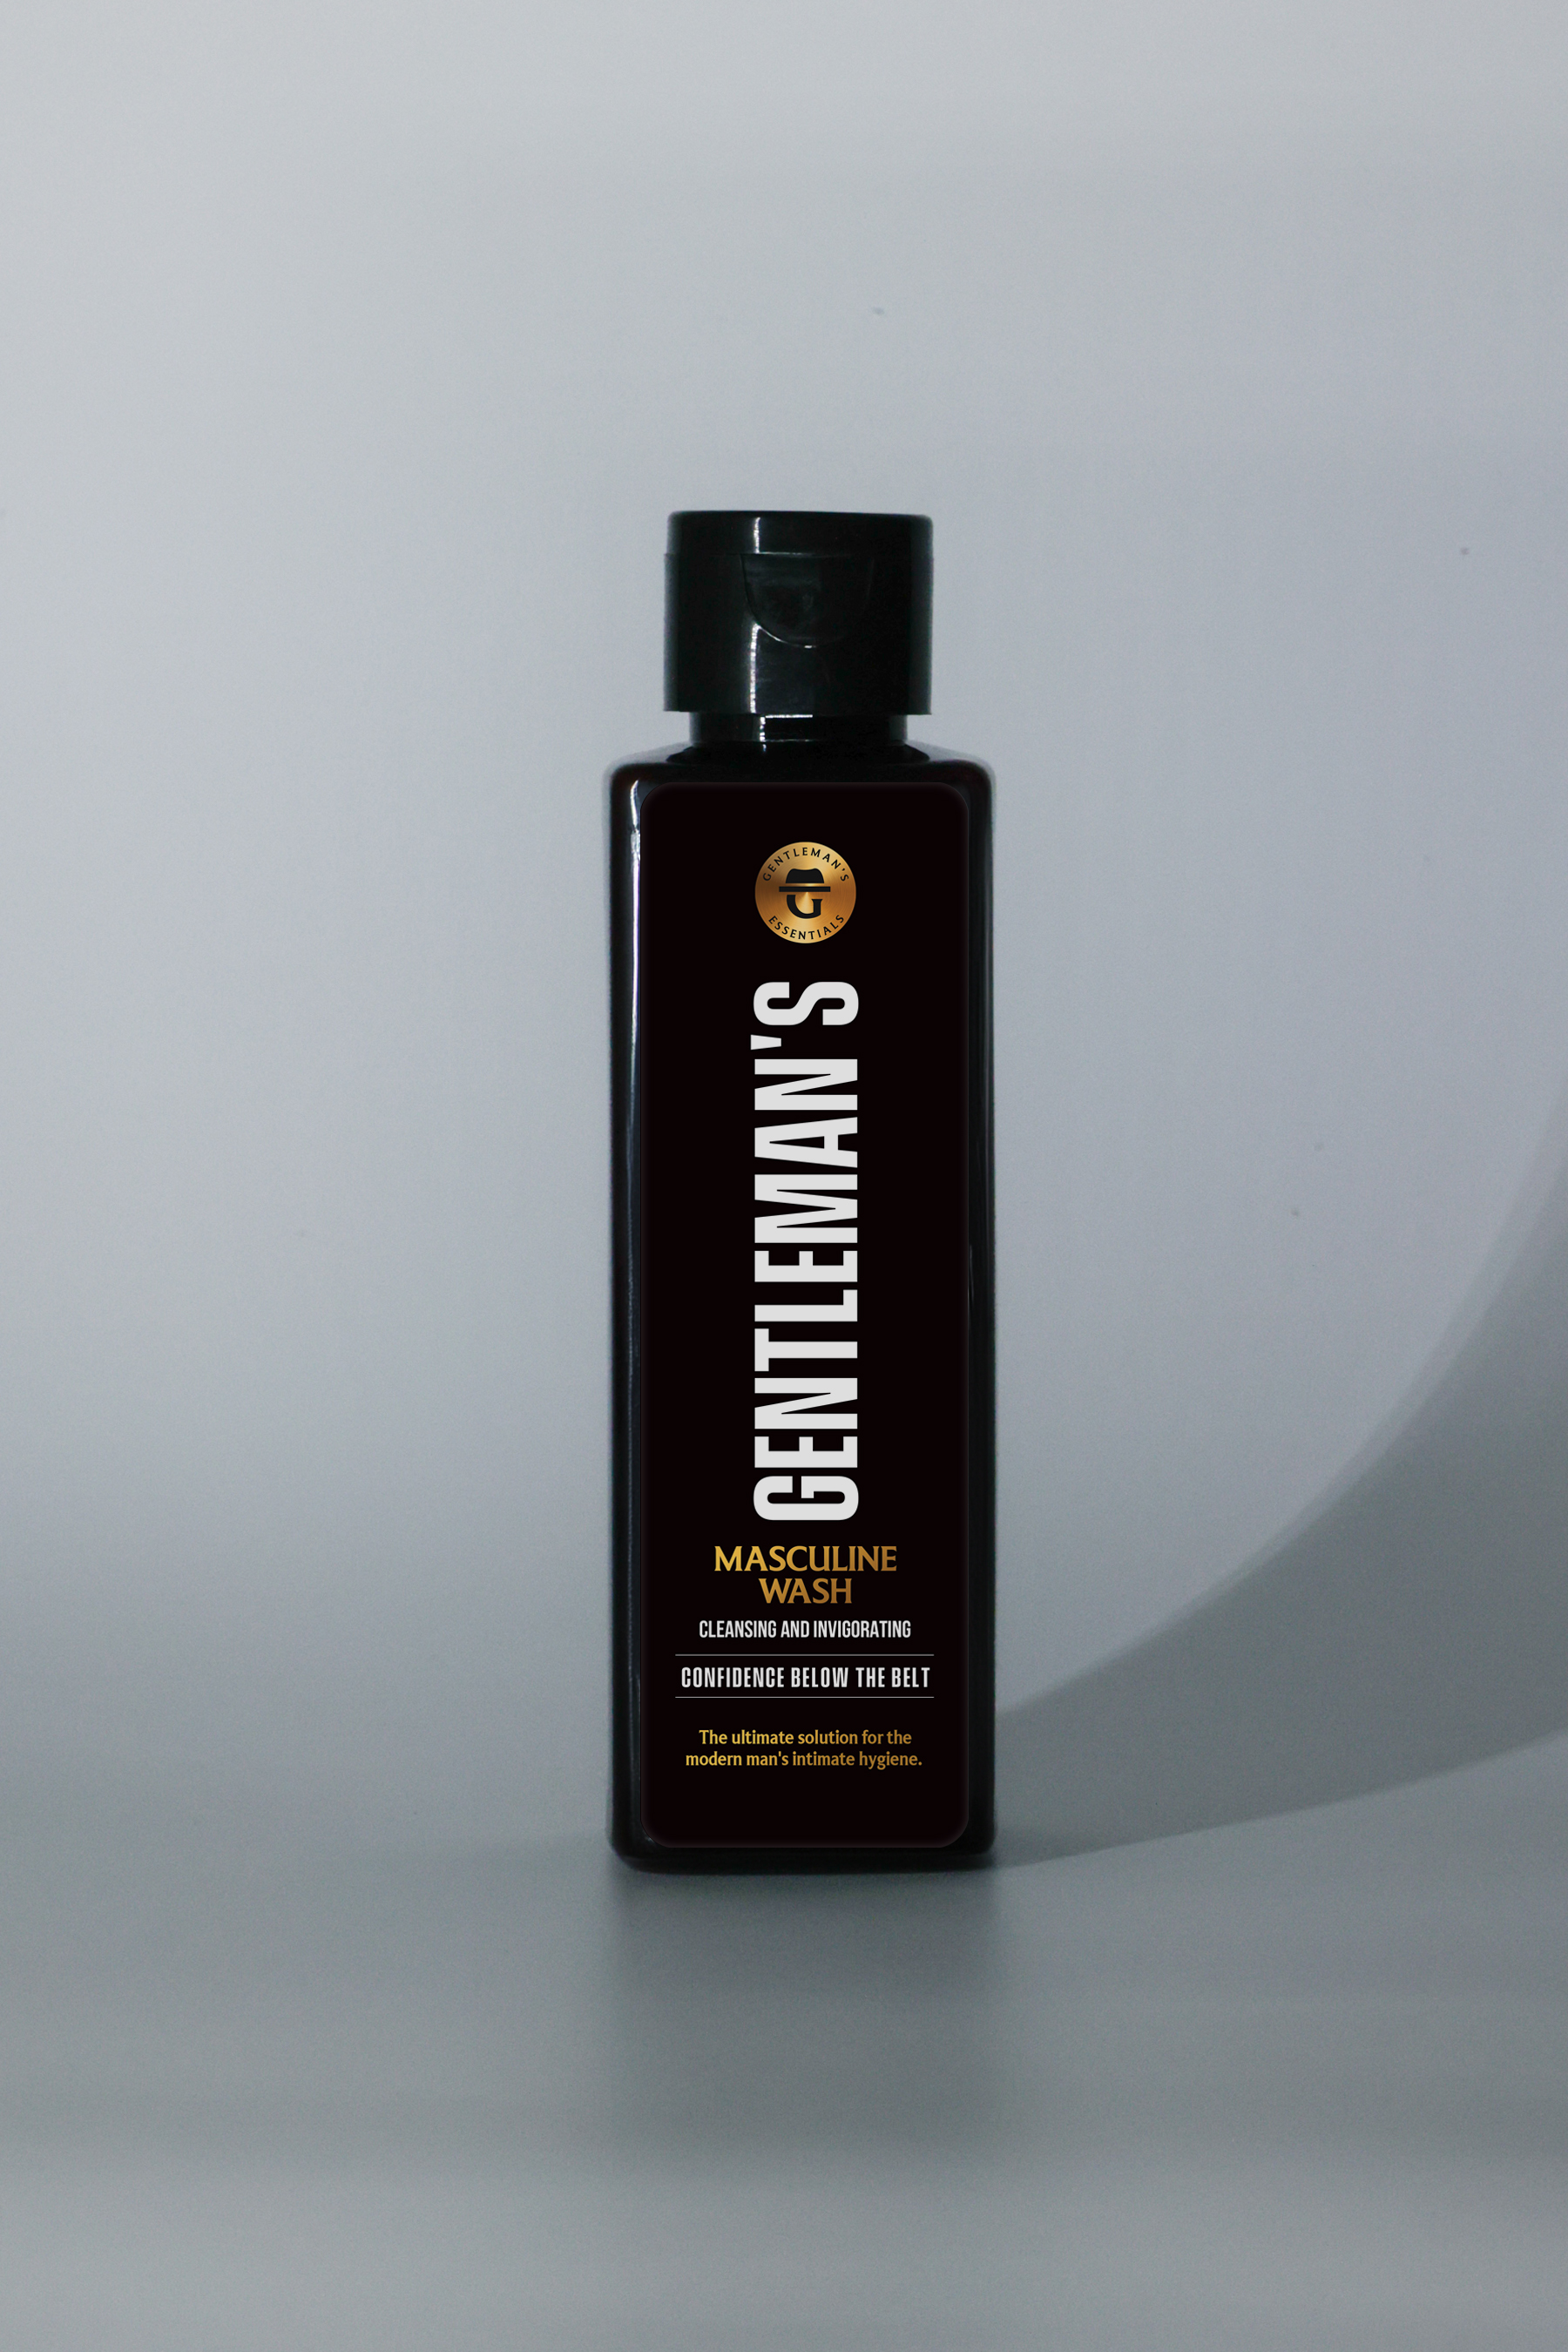 GENTLEMAN'S
ESSENTIALS
G
GENTLEMAN'S
MASCULINE
WASH
CLEANSING AND INVIGORATING
CONFIDENCE BELOW THE BELT
The ultimate solution for the
modern man's intimate hygiene.